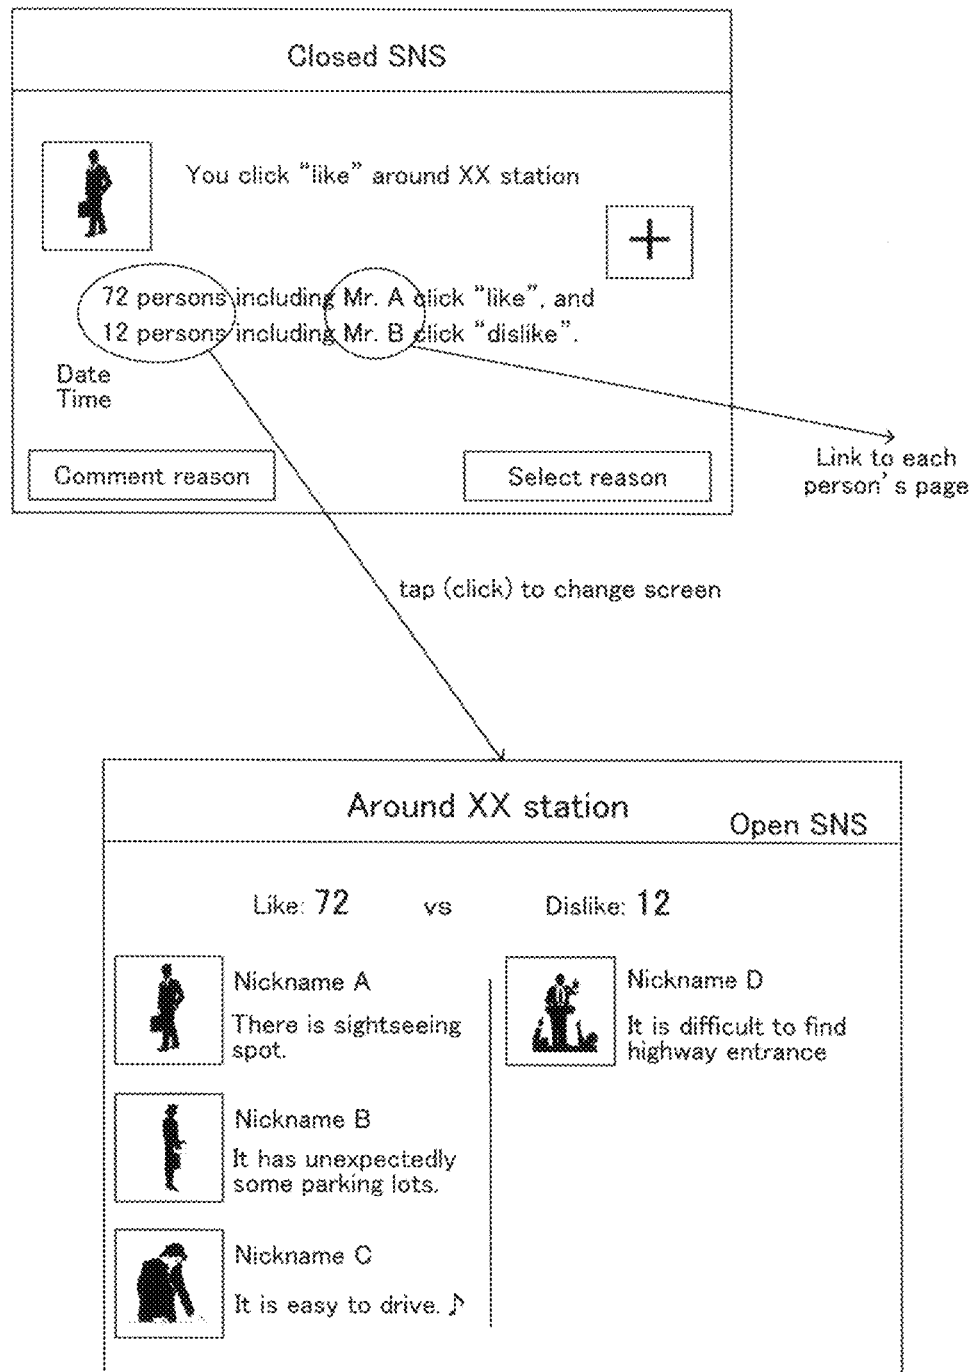 Closed SNS
You click “like” around XX station
72 persons including Mr. A click “like”, and
12 persons including Mr. B click “dislike”.
Date
Time
Comment reason
Select reason
Link to each
person’s page
tap (click) to change screen
Around XX station
Open SNS
Like: 72 vs Dislike: 12
Nickname A
There is sightseeing
spot.
Nickname B
It has unexpectedly
some parking lots.
Nickname C
It is easy to drive. ♪
Nickname D
It is difficult to find
highway entrance